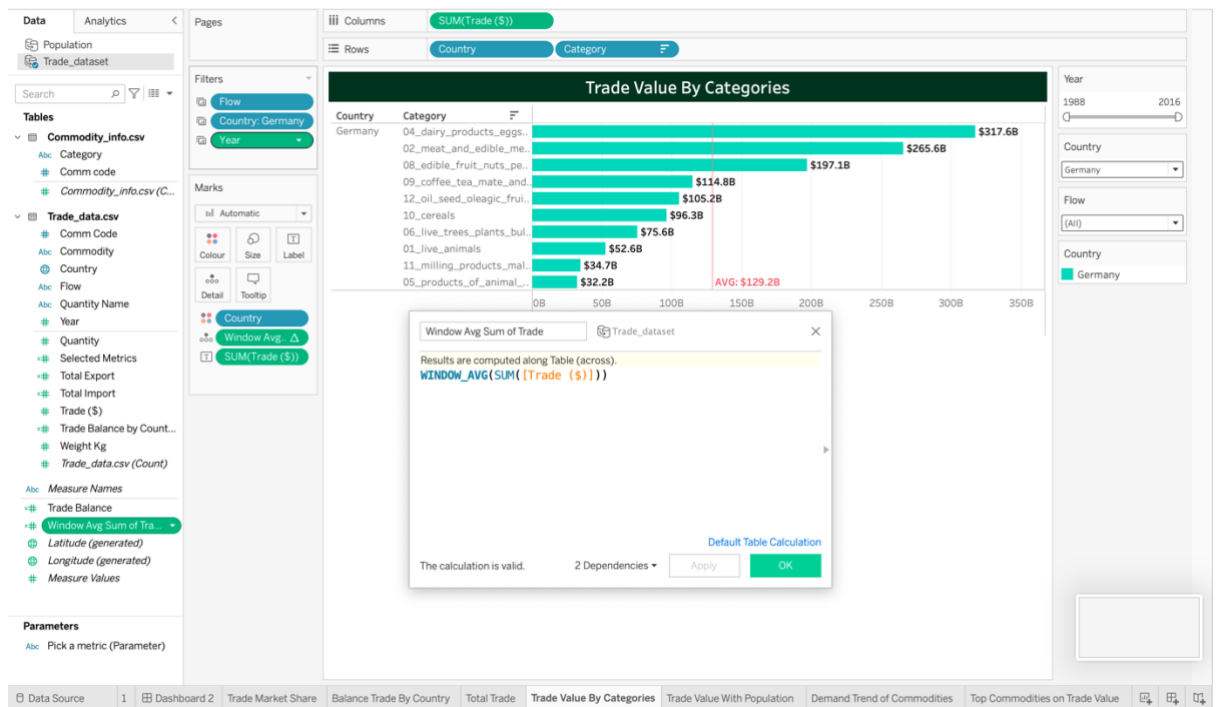 Data
Analytics
Population
Trade_dataset
Search
Tables
Commodity_info.csv
Abc Category
# Comm code
# Commodity_info.csv (C...
Trade_data.csv
# Comm Code
Abc Commodity
Country
Abc Flow
Abc Quantity Name
# Year
# Quantity
=# Selected Metrics
=# Total Export
=# Total Import
# Trade ($)
=# Trade Balance by Count...
# Weight Kg
# Trade_data.csv (Count)
Abc Measure Names
=# Trade Balance
=# Window Avg Sum of Tra...
Latitude (generated)
Longitude (generated)
# Measure Values
Parameters
Abc Pick a metric (Parameter)
Pages
Filters
Flow
Country: Germany
Year
Marks
Automatic
Colour Size Label
Detail Tooltip
Country
Window Avg.. Δ
SUM(Trade ($))
Columns SUM(Trade ($))
Rows Country Category
Trade Value By Categories
Country Category
Germany 04_dairy_products_eggs.. $317.6B
02_meat_and_edible_me.. $265.6B
08_edible_fruit_nuts_pe.. $197.1B
09_coffee_tea_mate_and.. $114.8B
12_oil_seed_oleagic_frui.. $105.2B
10_cereals $96.3B
06_live_trees_plants_bul.. $75.6B
01_live_animals $52.6B
11_milling_products_mal.. $34.7B
05_products_of_animal_.. $32.2B AVG: $129.2B
0B 50B 100B 150B 200B 250B 300B 350B
Window Avg Sum of Trade Trade_dataset
Results are computed along Table (across).
WINDOW_AVG(SUM([Trade ($)]))
Default Table Calculation
The calculation is valid. 2 Dependencies Apply OK
Year
1988 2016
Country
Germany
Flow
(All)
Country
Germany
Data Source 1 Dashboard 2 Trade Market Share Balance Trade By Country Total Trade Trade Value By Categories Trade Value With Population Demand Trend of Commodities Top Commodities on Trade Value